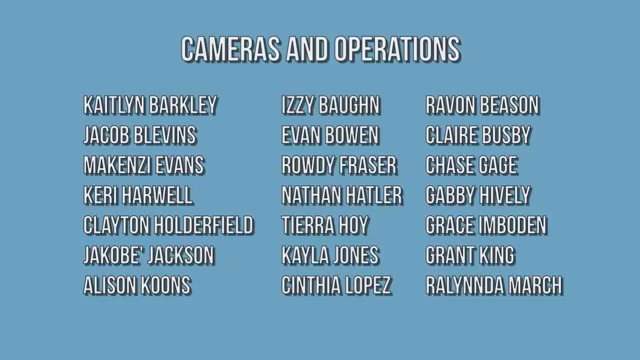 CAMERAS AND OPERATIONS
KAITLYN BARKLEY IZZY BAUGHN RAVON BEASON
JACOB BLEVINS EVAN BOWEN CLAIRE BUSBY
MAKENZI EVANS ROWDY FRASER CHASE GAGE
KERI HARWELL NATHAN HATLER GABBY HIVELY
CLAYTON HOLDERFIELD TIERRA HOY GRACE IMBODEN
JAKOBE' JACKSON KAYLA JONES GRANT KING
ALISON KOONS CINTHIA LOPEZ RALYNNDA MARCH